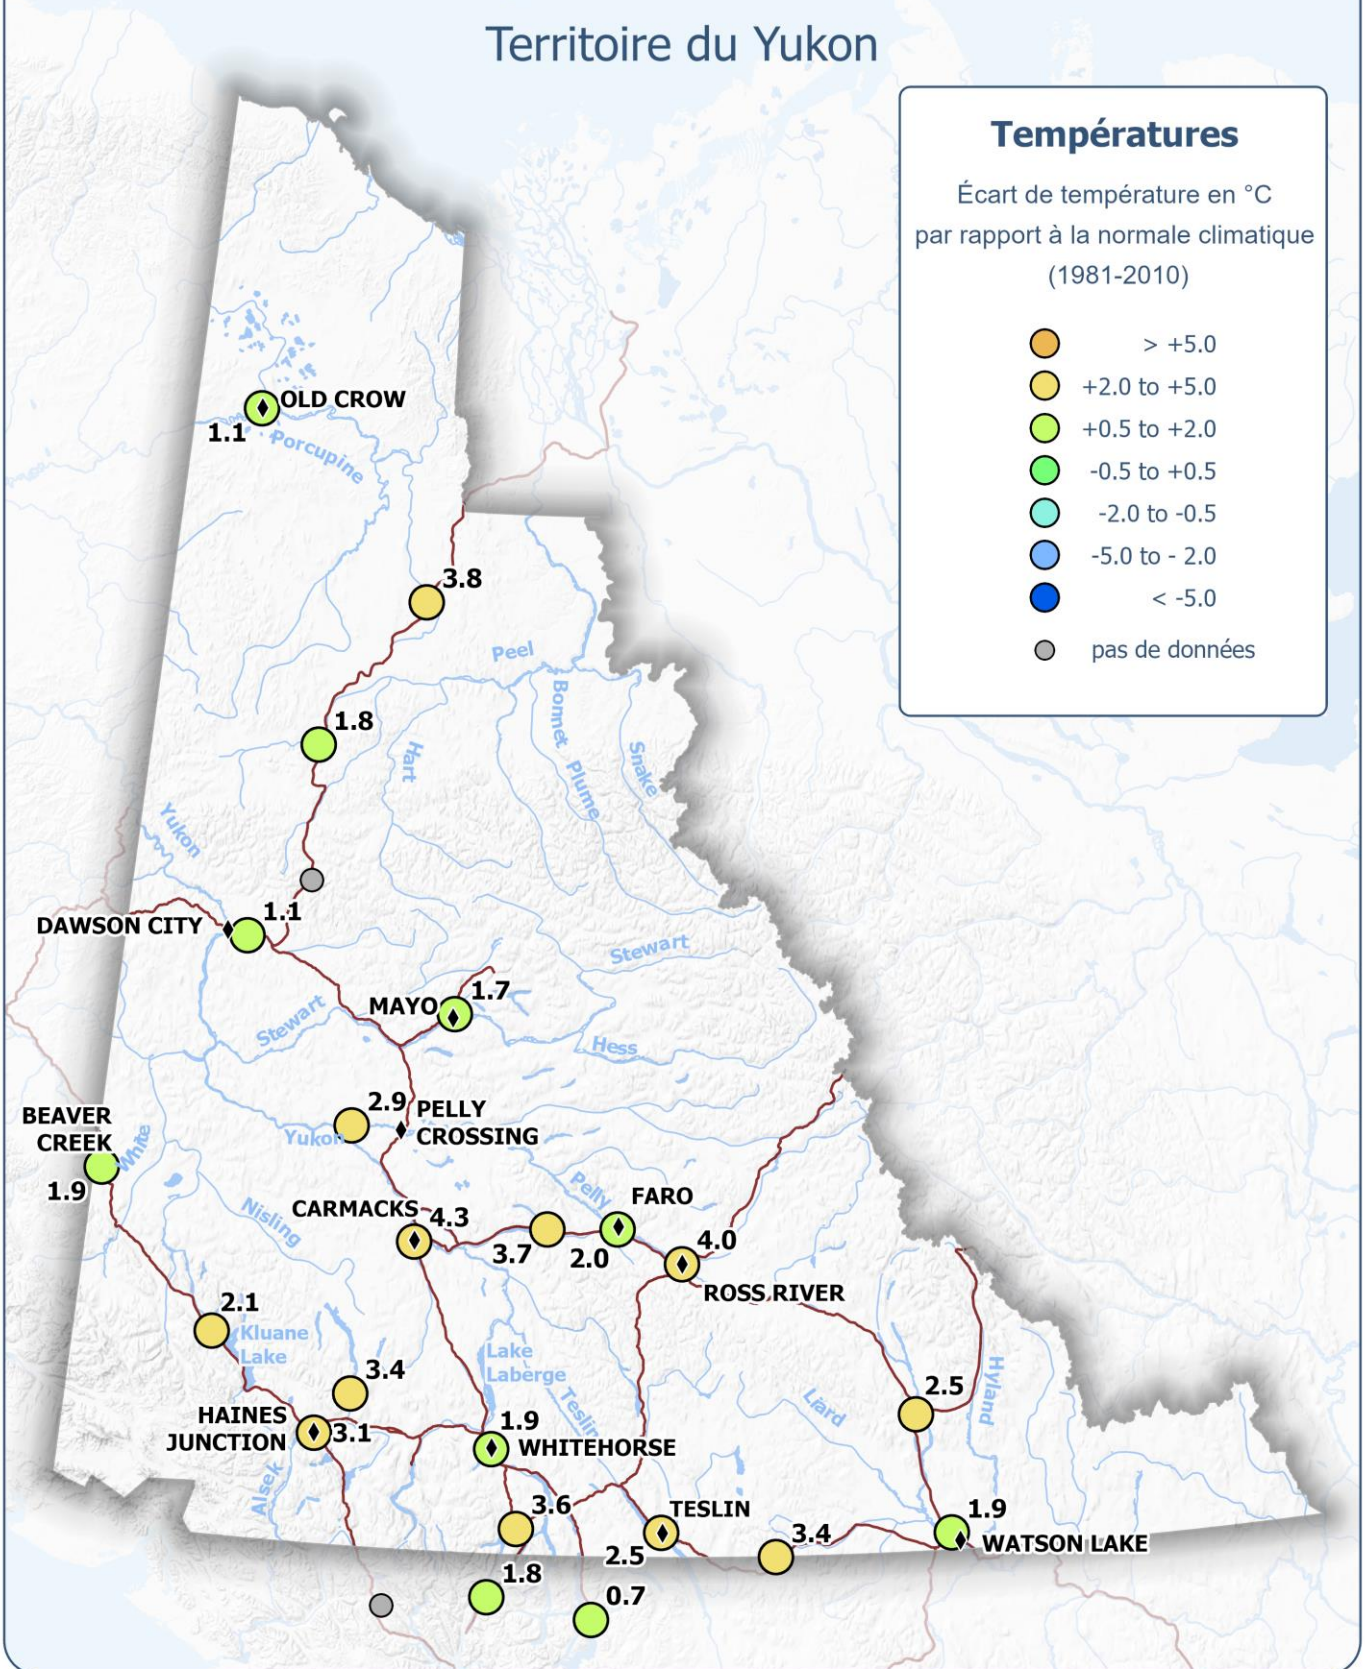 Territoire du Yukon
Températures
Écart de température en °C
par rapport à la normale climatique
(1981-2010)
> +5.0
+2.0 to +5.0
+0.5 to +2.0
-0.5 to +0.5
-2.0 to -0.5
-5.0 to - 2.0
< -5.0
pas de données
OLD CROW
1.1
Porcupine
3.8
Peel
Bonnet Plume
Snake
1.8
Hart
Yukon
1.1
DAWSON CITY
Stewart
1.7
MAYO
Stewart
Hess
2.9
PELLY
CROSSING
Yukon
BEAVER
CREEK
White
1.9
Nisling
CARMACKS
4.3
3.7
Pelly
FARO
2.0
4.0
ROSS RIVER
2.1
Kluane
Lake
Lake
Laberge
Teslin
3.4
HAINES
JUNCTION
3.1
Alsek
1.9
WHITEHORSE
Liard
2.5
Hyland
3.6
TESLIN
2.5
3.4
1.9
WATSON LAKE
1.8
0.7